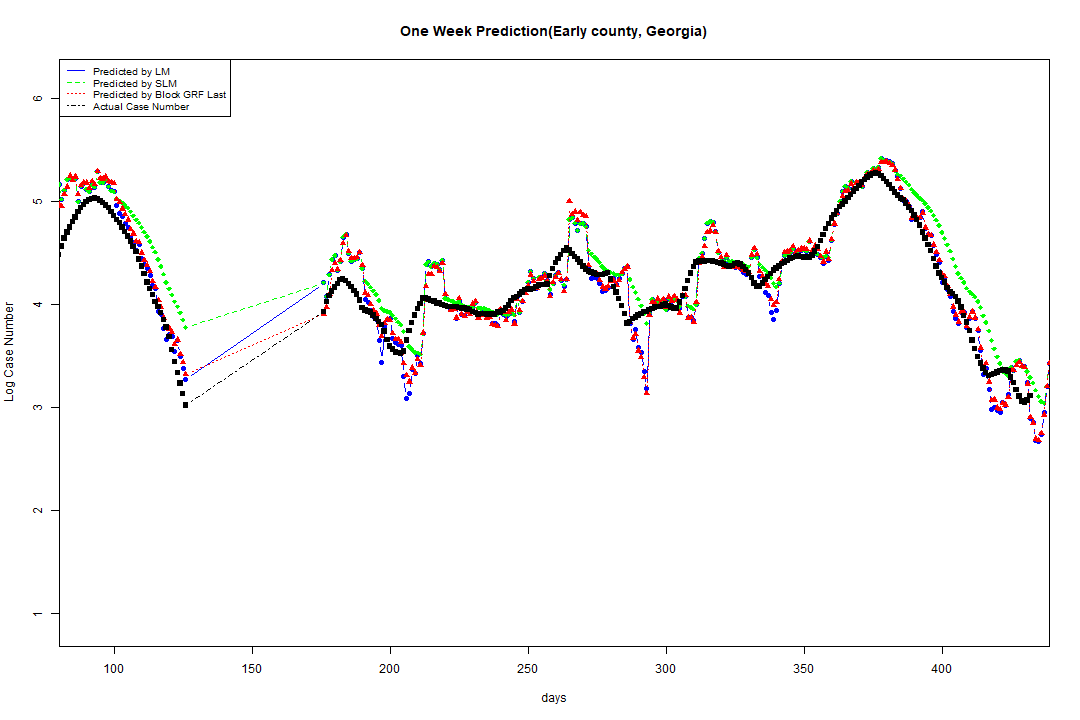 One Week Prediction(Early county, Georgia)
Predicted by LM
Predicted by SLM
Predicted by Block GRF Last
Actual Case Number
Log Case Number
6
5
4
3
2
1
100 150 200 250 300 350 400
days